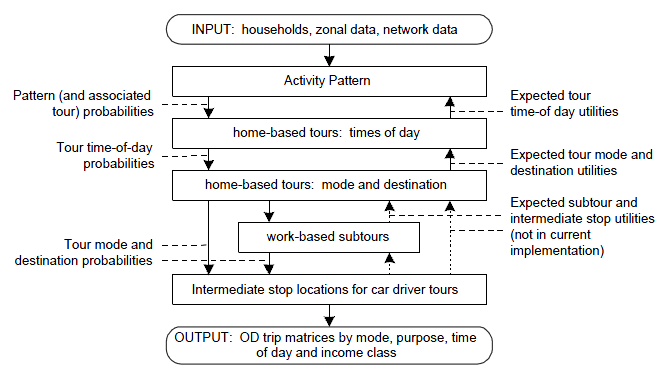 INPUT: households, zonal data, network data
Activity Pattern
Pattern (and associated
tour) probabilities
Expected tour
time-of day utilities
home-based tours: times of day
Tour time-of-day
probabilities
Expected tour mode and
destination utilities
home-based tours: mode and destination
Expected subtour and
intermediate stop utilities
(not in current
implementation)
work-based subtours
Tour mode and
destination probabilities
Intermediate stop locations for car driver tours
OUTPUT: OD trip matrices by mode, purpose, time
of day and income class